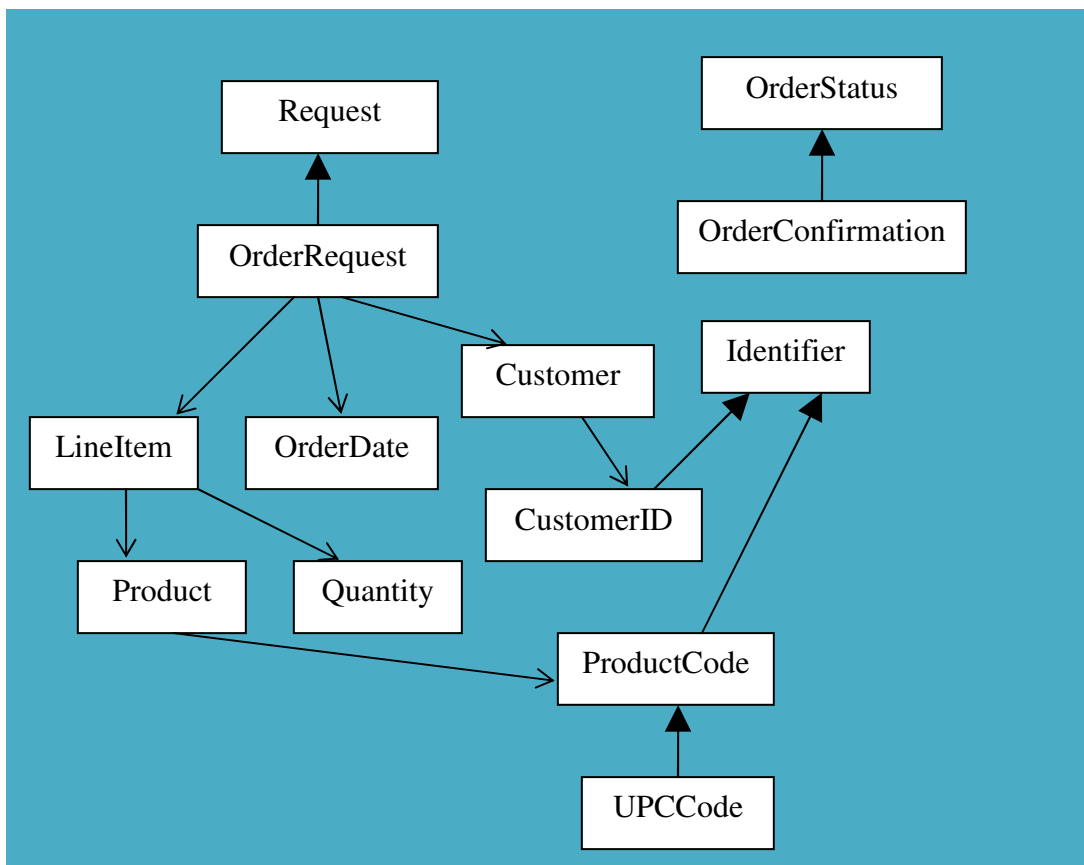 Request
OrderStatus
OrderRequest
OrderConfirmation
Customer
Identifier
LineItem
OrderDate
CustomerID
Product
Quantity
ProductCode
UPCCode